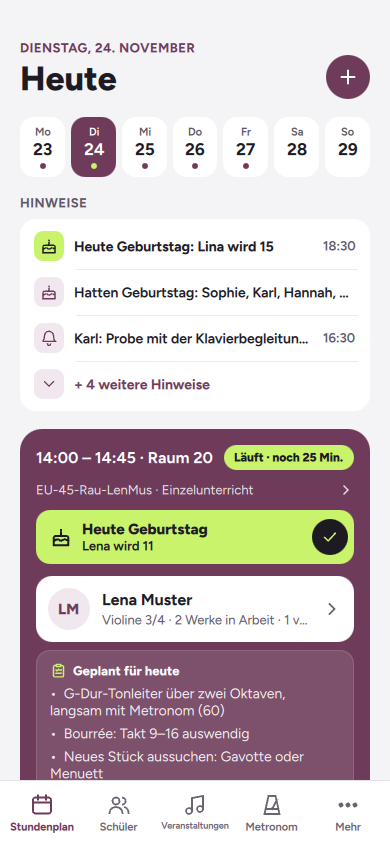 DIENSTAG, 24. NOVEMBER
Heute
Mo Di Mi Do Fr Sa So
23 24 25 26 27 28 29
HINWEISE
Heute Geburtstag: Lina wird 15 18:30
Hatten Geburtstag: Sophie, Karl, Hannah, ...
Karl: Probe mit der Klavierbegleitun... 16:30
+ 4 weitere Hinweise
14:00 – 14:45 · Raum 20 Läuft · noch 25 Min.
EU-45-Rau-LenMus · Einzelunterricht
Heute Geburtstag
Lena wird 11
LM Lena Muster
Violine 3/4 · 2 Werke in Arbeit · 1 v...
Geplant für heute
• G-Dur-Tonleiter über zwei Oktaven,
langsam mit Metronom (60)
• Bourrée: Takt 9–16 auswendig
• Neues Stück aussuchen: Gavotte oder
Menuett
Stundenplan Schüler Veranstaltungen Metronom Mehr